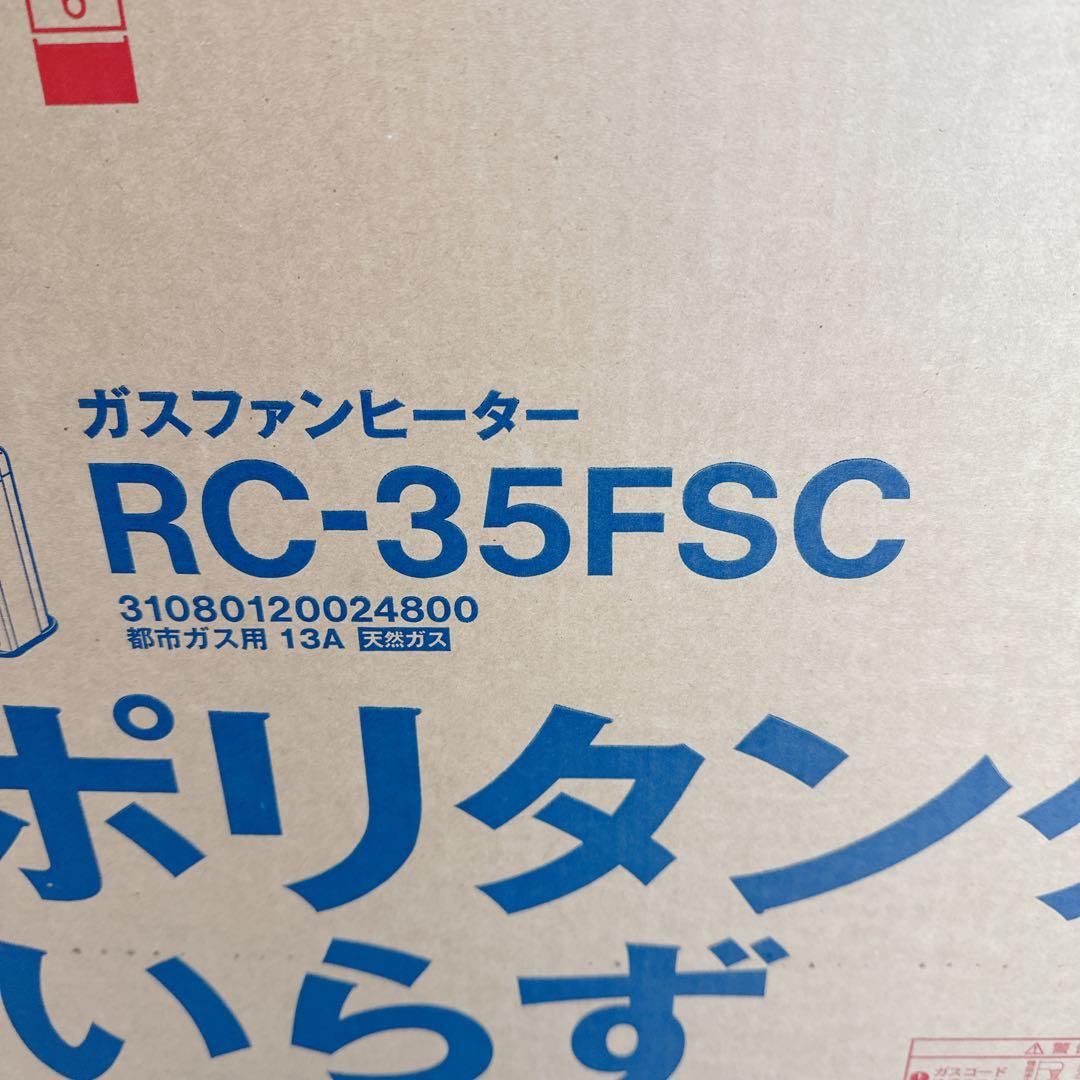 ガスファンヒーター
RC-35FSC
31080120024800
都市ガス用 13A 天然ガス
ポリタン
いらず
警
ガスコード